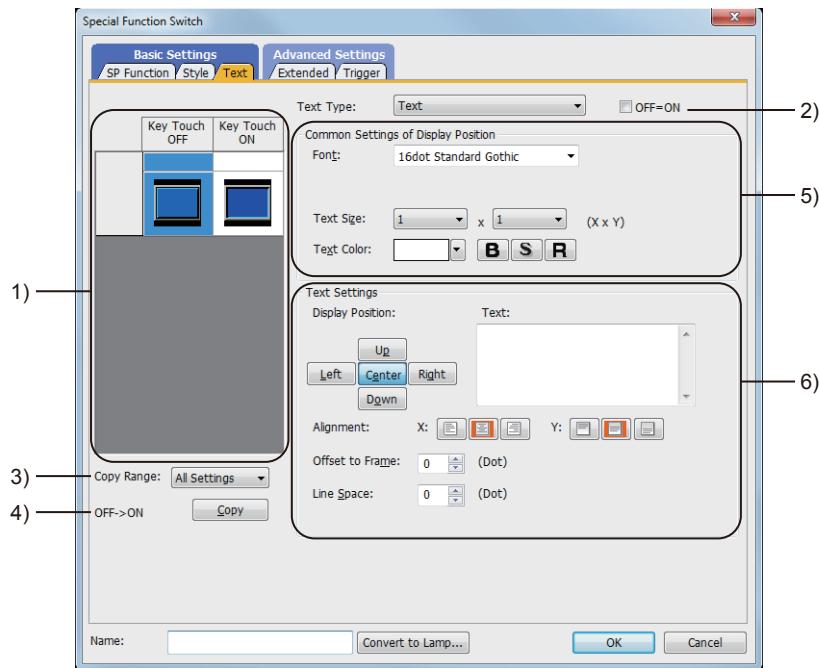 Special Function Switch
Basic Settings Advanced Settings
SP Function Style Text Extended Trigger
Text Type: Text OFF=ON 2)
Key Touch OFF Key Touch ON
Common Settings of Display Position
Font: 16dot Standard Gothic
5)
Text Size: 1 x 1 (X x Y)
Text Color: B S R
1)
Text Settings
Display Position: Text:
Up
Left Center Right
Down
6)
Alignment: X: Y:
Offset to Frame: 0 (Dot)
Line Space: 0 (Dot)
3) Copy Range: All Settings
4) OFF->ON Copy
Name: Convert to Lamp... OK Cancel